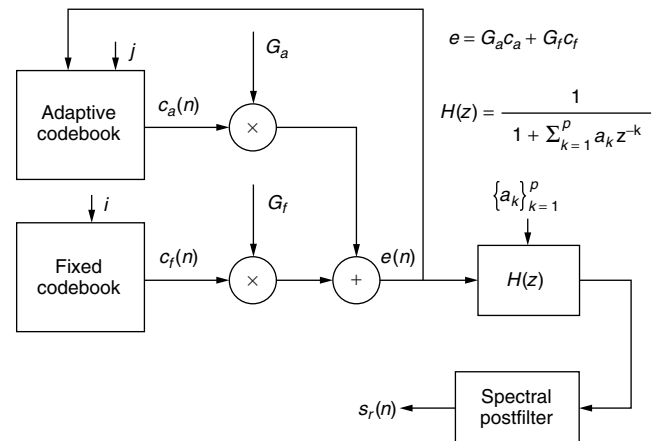 j
G_a
e = G_a c_a + G_f c_f
Adaptive
codebook
c_a(n)
×
H(z) = 1 / (1 + Σ_{k=1}^{p} a_k z^{-k})
i
G_f
{a_k}_{k=1}^{p}
Fixed
codebook
c_f(n)
×
+
e(n)
H(z)
s_r(n)
Spectral
postfilter